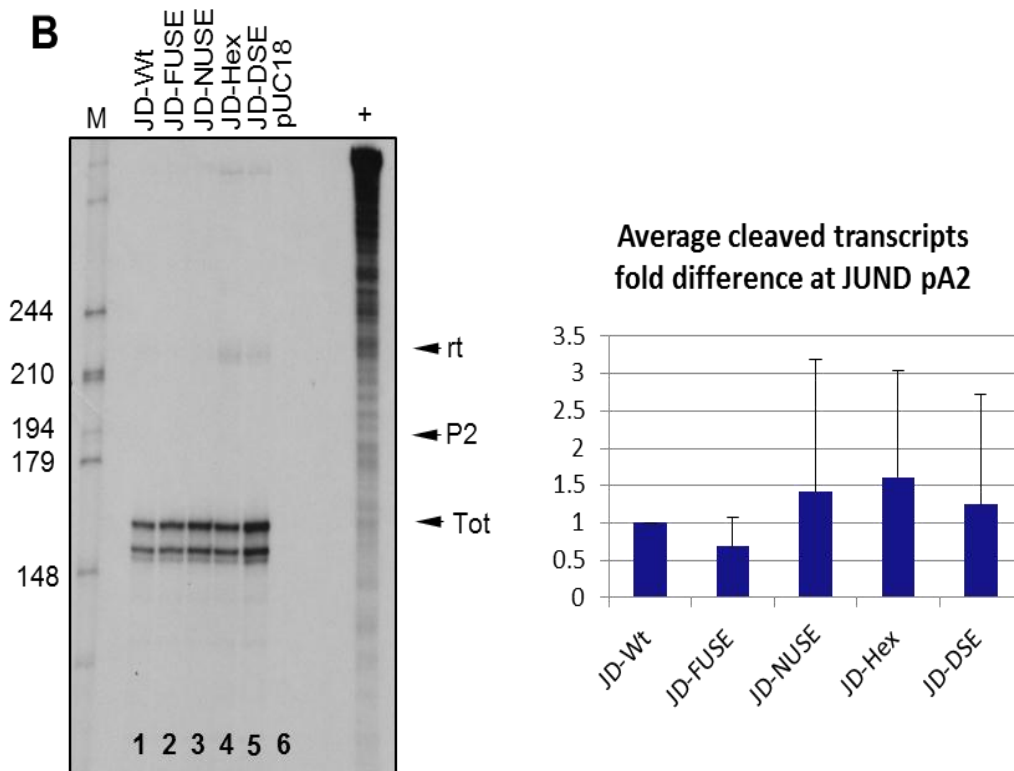 B
M
JD-Wt
JD-FUSE
JD-NUSE
JD-Hex
JD-DSE
pUC18
+
244
210
194
179
148
rt
P2
Tot
1 2 3 4 5 6
Average cleaved transcripts
fold difference at JUND pA2
3.5
3
2.5
2
1.5
1
0.5
0
JD-Wt
JD-FUSE
JD-NUSE
JD-Hex
JD-DSE